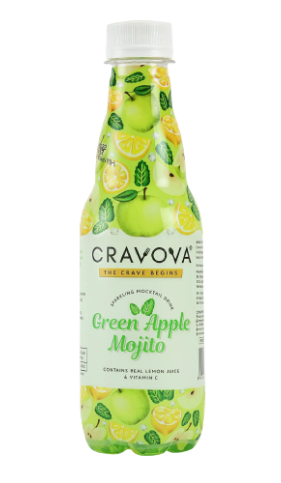 CRAVOVA®
THE CRAVE BEGINS
SPARKLING MOCKTAIL DRINK
Green Apple
Mojito
CONTAINS REAL LEMON JUICE
& VITAMIN C